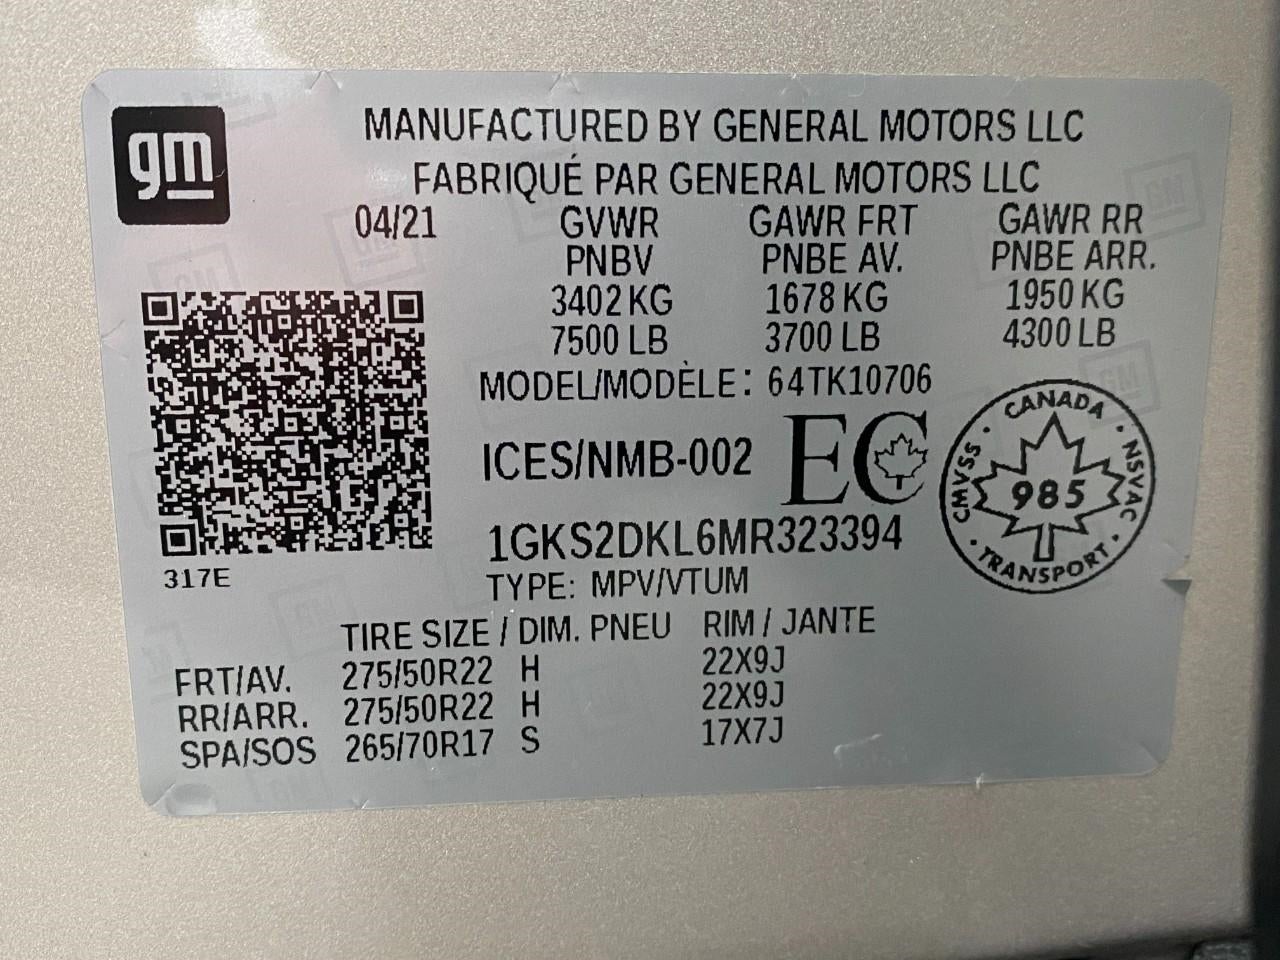 gm
MANUFACTURED BY GENERAL MOTORS LLC
FABRIQUÉ PAR GENERAL MOTORS LLC
04/21 GVWR GAWR FRT GAWR RR
PNBV PNBE AV. PNBE ARR.
3402 KG 1678 KG 1950 KG
7500 LB 3700 LB 4300 LB
MODEL/MODÈLE: 64TK10706
ICES/NMB-002 EC
CANADA
CMVSS · 985 · NSVAC
TRANSPORT
1GKS2DKL6MR323394
317E
TYPE: MPV/VTUM
TIRE SIZE / DIM. PNEU RIM / JANTE
FRT/AV. 275/50R22 H 22X9J
RR/ARR. 275/50R22 H 22X9J
SPA/SOS 265/70R17 S 17X7J